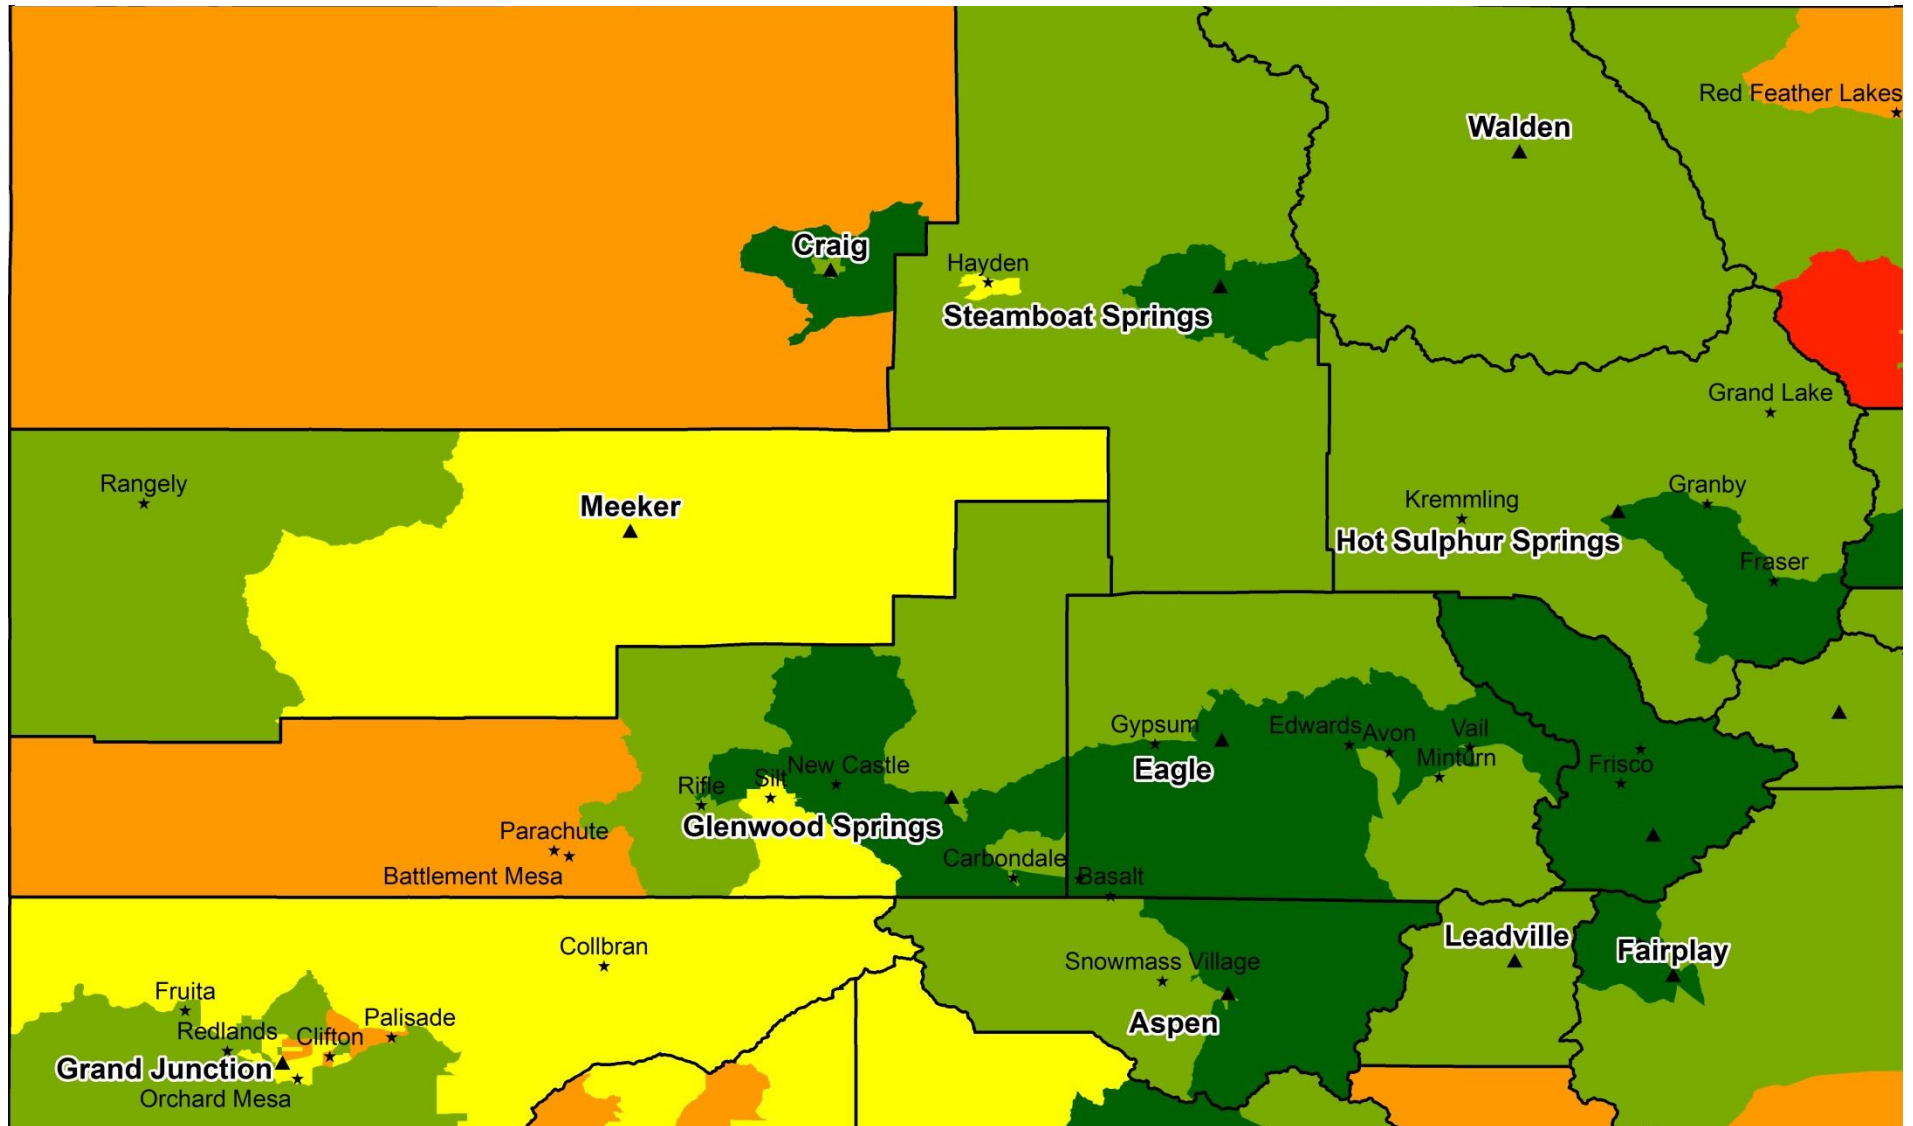 Red Feather Lakes
Walden
Craig
Hayden
Steamboat Springs
Grand Lake
Rangely
Meeker
Kremmling
Granby
Hot Sulphur Springs
Fraser
Gypsum
Edwards
Avon
Vail
Minturn
Eagle
Frisco
New Castle
Silt
Rifle
Glenwood Springs
Parachute
Battlement Mesa
Carbondale
Basalt
Collbran
Snowmass Village
Leadville
Fairplay
Fruita
Redlands
Clifton
Palisade
Aspen
Grand Junction
Orchard Mesa